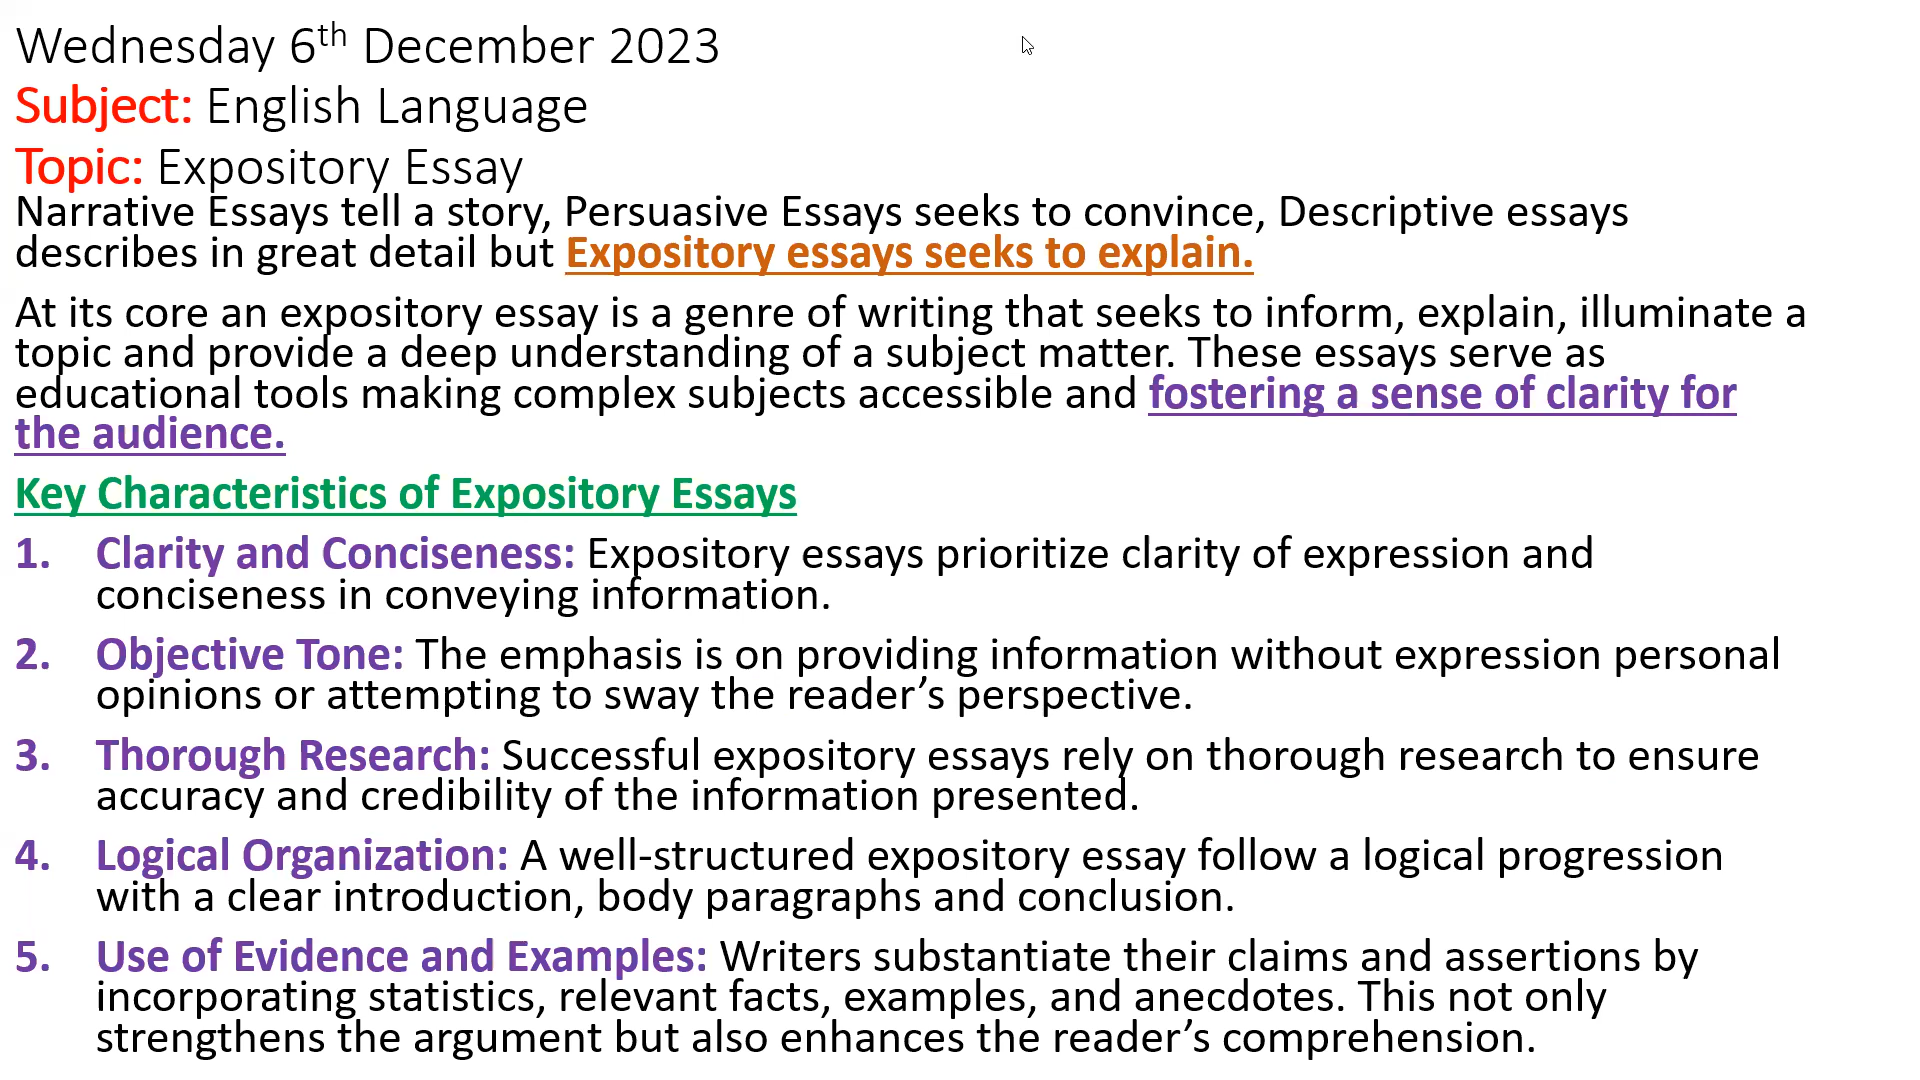 Wednesday 6th December 2023
Subject: English Language
Topic: Expository Essay
Narrative Essays tell a story, Persuasive Essays seeks to convince, Descriptive essays
describes in great detail but Expository essays seeks to explain.
At its core an expository essay is a genre of writing that seeks to inform, explain, illuminate a
topic and provide a deep understanding of a subject matter. These essays serve as
educational tools making complex subjects accessible and fostering a sense of clarity for
the audience.
Key Characteristics of Expository Essays
1. Clarity and Conciseness: Expository essays prioritize clarity of expression and
conciseness in conveying information.
2. Objective Tone: The emphasis is on providing information without expression personal
opinions or attempting to sway the reader’s perspective.
3. Thorough Research: Successful expository essays rely on thorough research to ensure
accuracy and credibility of the information presented.
4. Logical Organization: A well-structured expository essay follow a logical progression
with a clear introduction, body paragraphs and conclusion.
5. Use of Evidence and Examples: Writers substantiate their claims and assertions by
incorporating statistics, relevant facts, examples, and anecdotes. This not only
strengthens the argument but also enhances the reader’s comprehension.